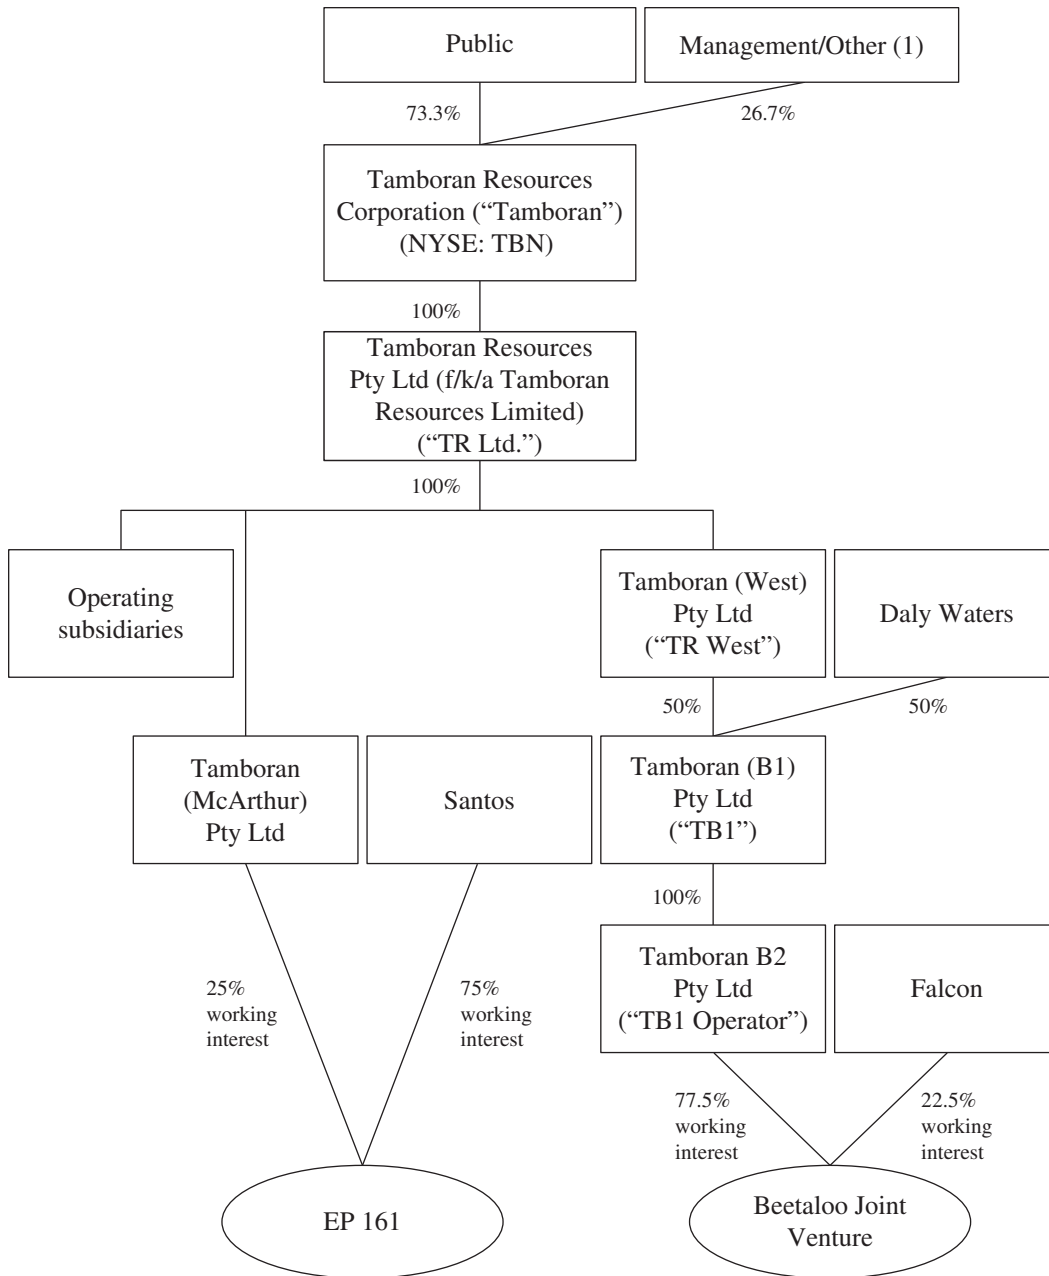 Public
Management/Other (1)
73.3%
26.7%
Tamboran Resources
Corporation (“Tamboran”)
(NYSE: TBN)
100%
Tamboran Resources
Pty Ltd (f/k/a Tamboran
Resources Limited)
(“TR Ltd.”)
100%
Operating
subsidiaries
Tamboran (West)
Pty Ltd
(“TR West”)
Daly Waters
50%
50%
Tamboran
(McArthur)
Pty Ltd
Santos
Tamboran (B1)
Pty Ltd
(“TB1”)
100%
Tamboran B2
Pty Ltd
(“TB1 Operator”)
Falcon
25%
working
interest
75%
working
interest
77.5%
working
interest
22.5%
working
interest
EP 161
Beetaloo Joint
Venture